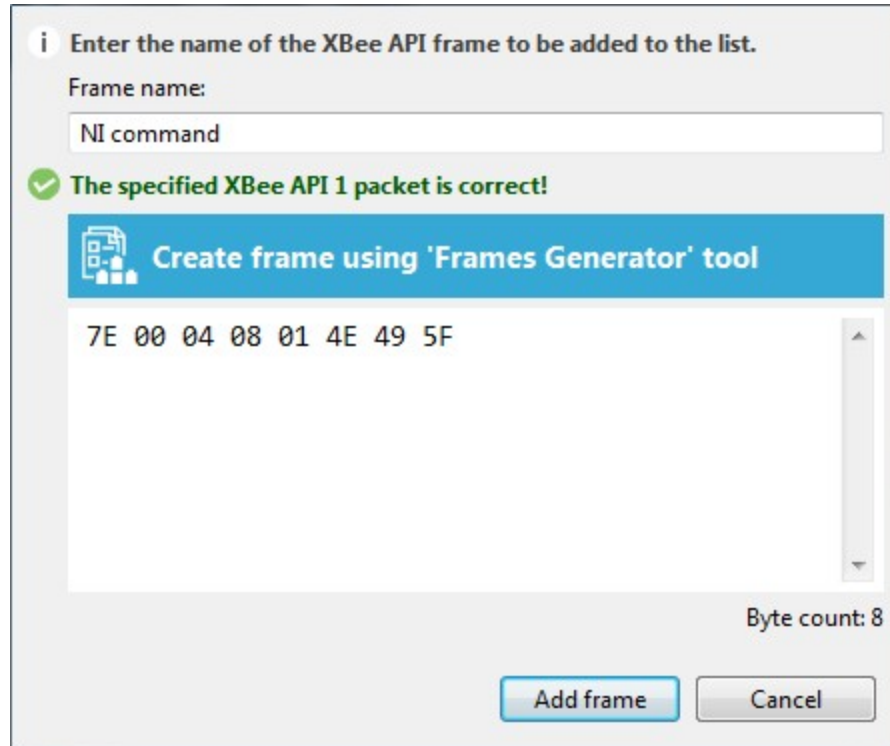 i Enter the name of the XBee API frame to be added to the list.
Frame name:
NI command
The specified XBee API 1 packet is correct!
Create frame using 'Frames Generator' tool
7E 00 04 08 01 4E 49 5F
Byte count: 8
Add frame Cancel